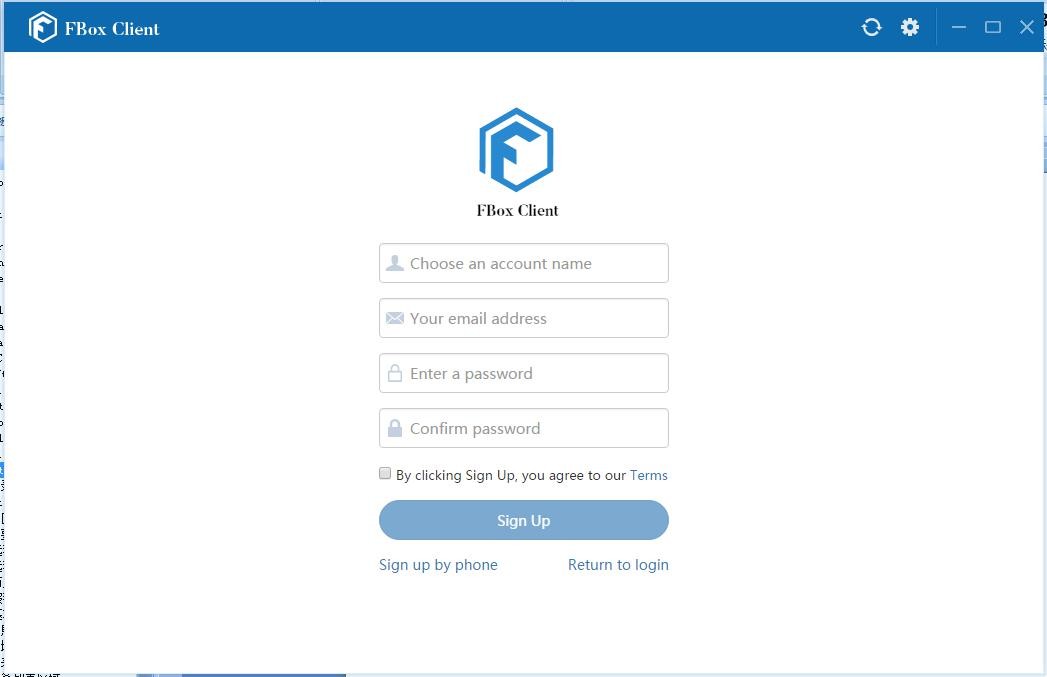 FBox Client
FBox Client
Choose an account name
Your email address
Enter a password
Confirm password
By clicking Sign Up, you agree to our Terms
Sign Up
Sign up by phone
Return to login